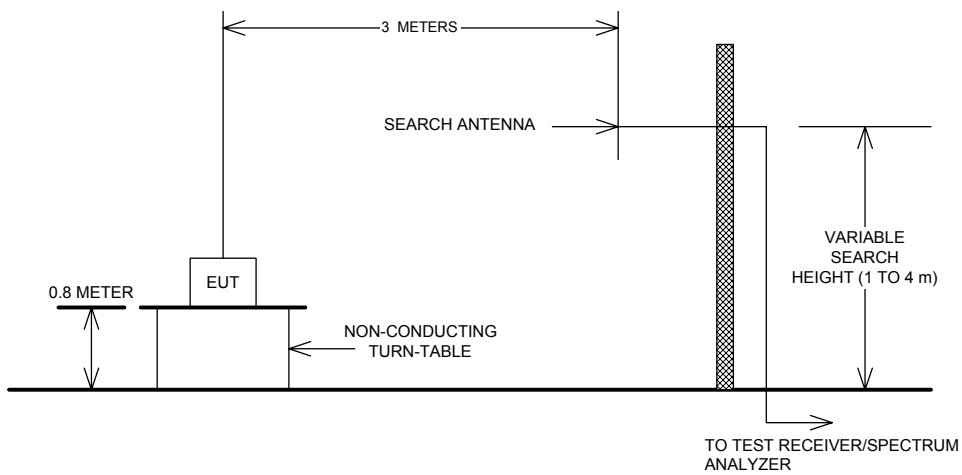 3 METERS
SEARCH ANTENNA
VARIABLE
SEARCH
HEIGHT (1 TO 4 m)
EUT
0.8 METER
NON-CONDUCTING
TURN-TABLE
TO TEST RECEIVER/SPECTRUM
ANALYZER